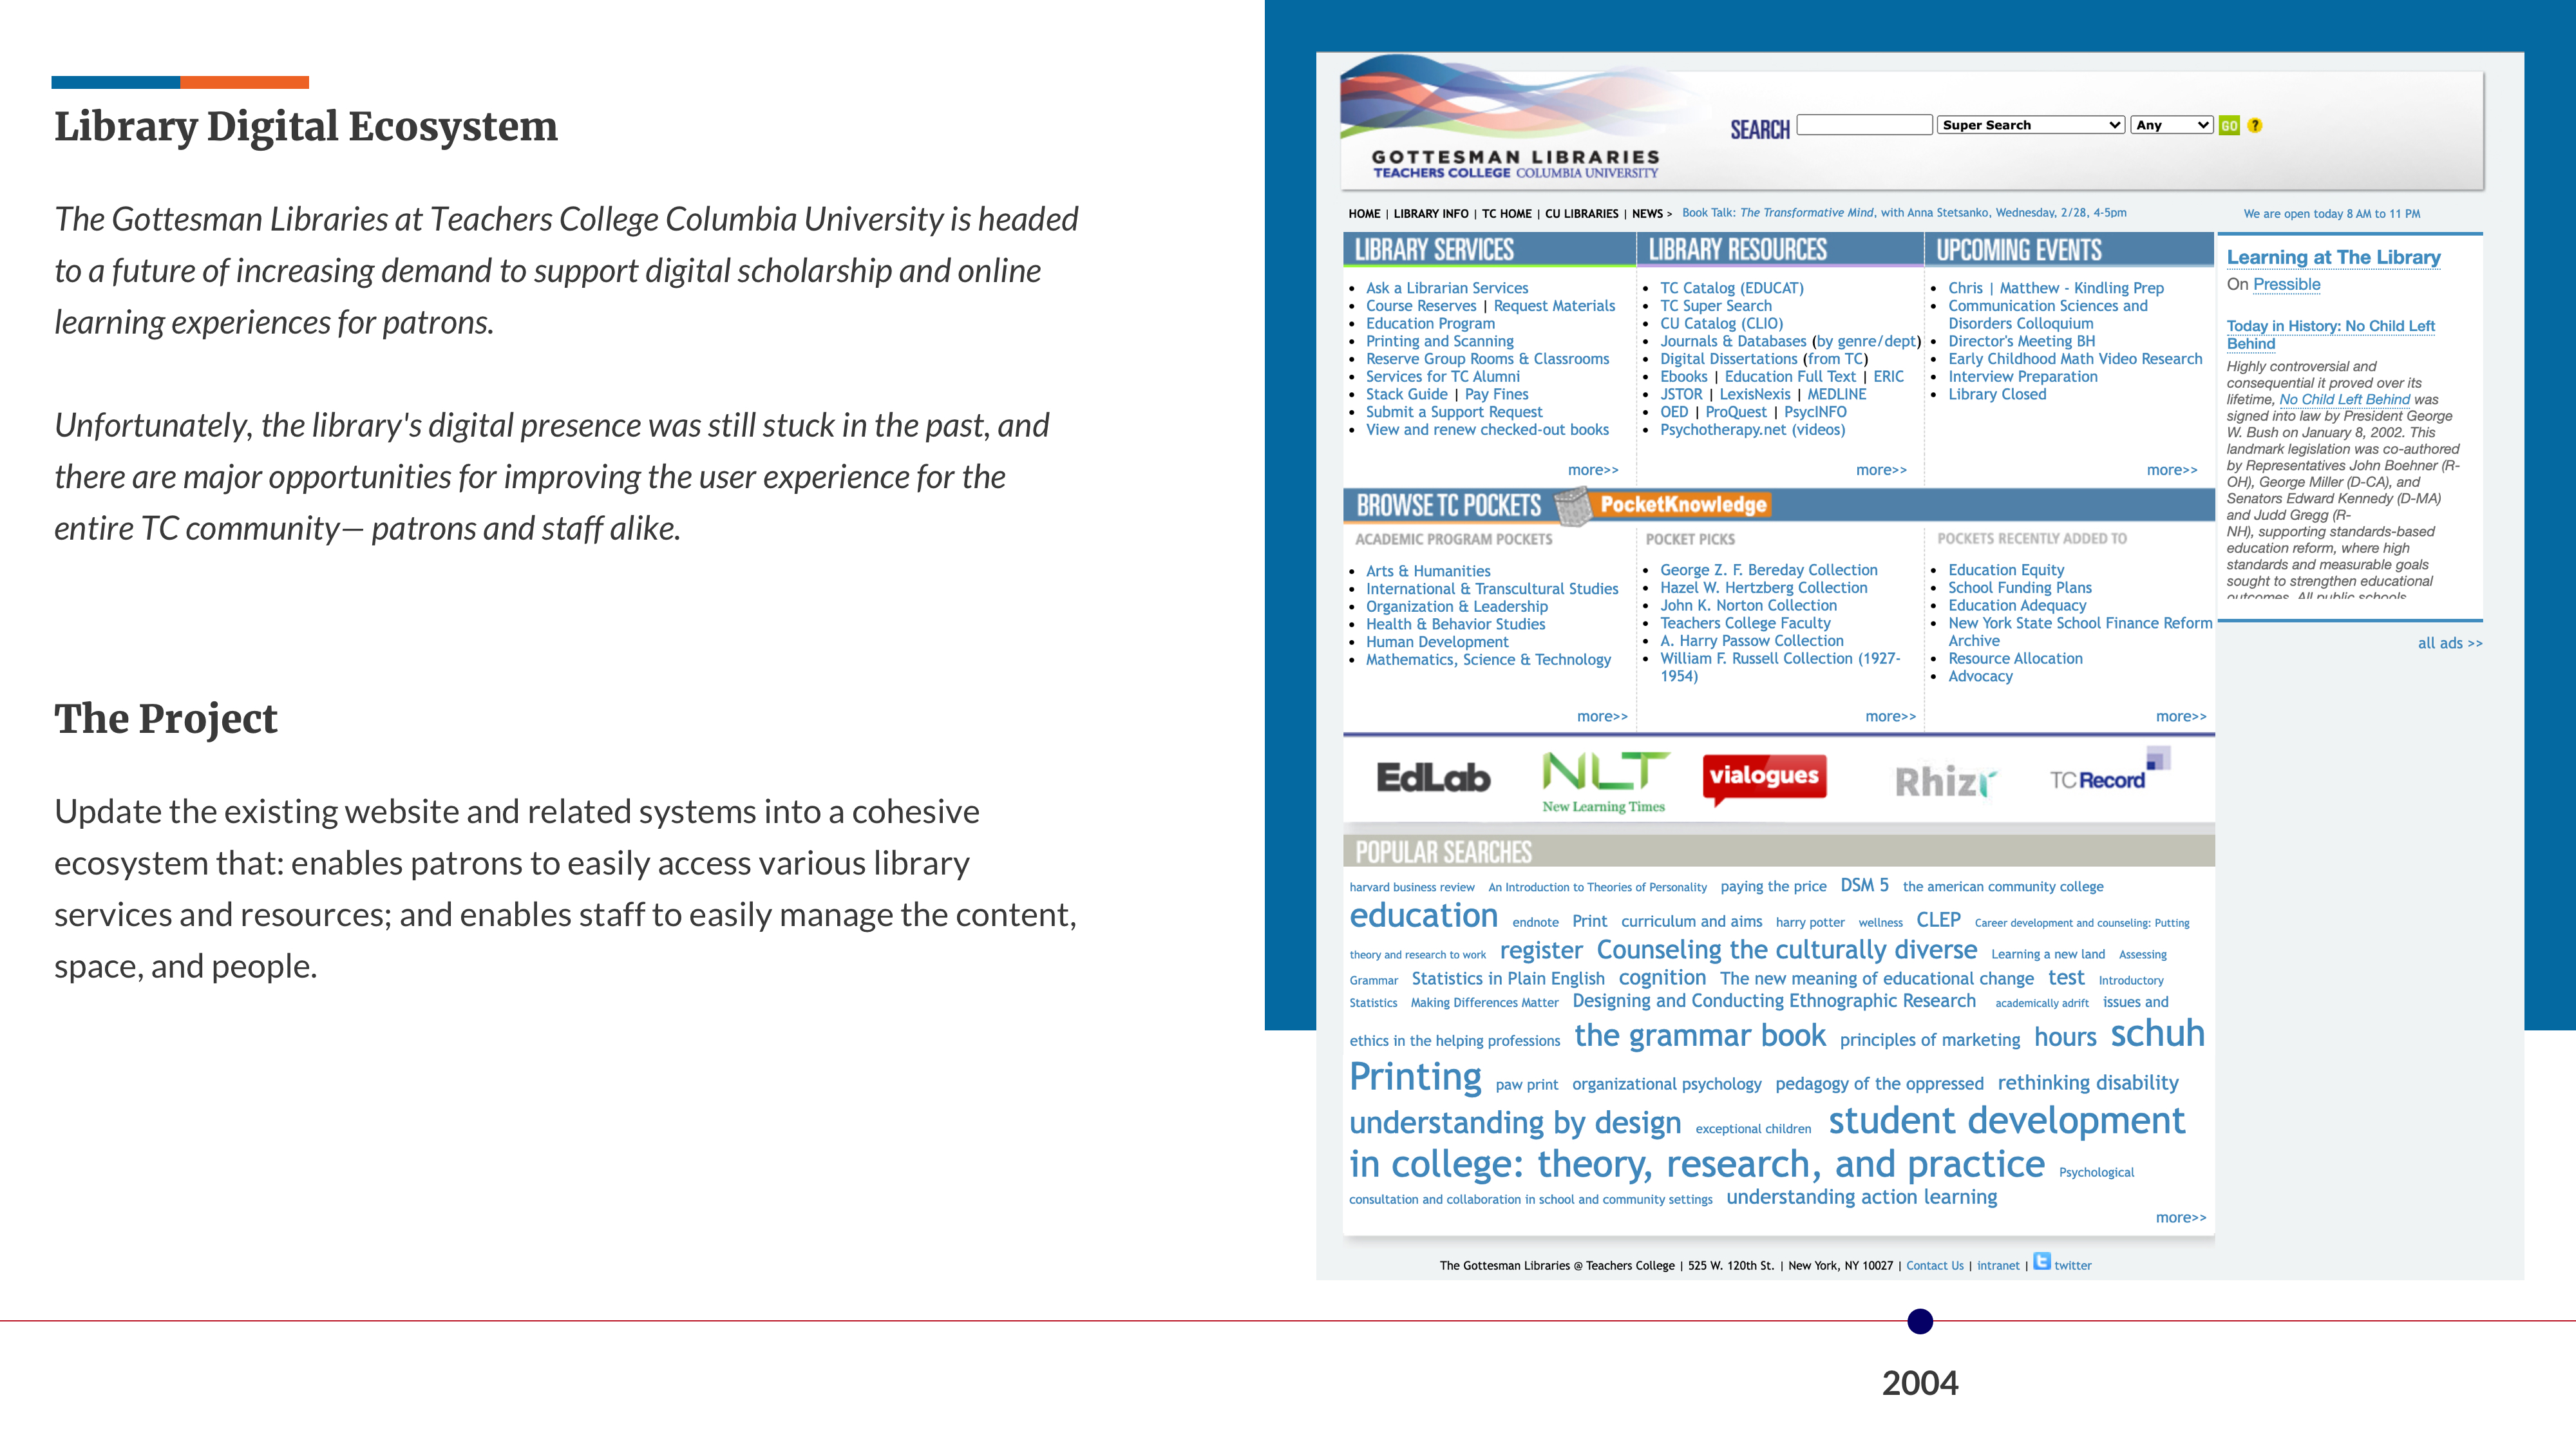 Library Digital Ecosystem
The Gottesman Libraries at Teachers College Columbia University is headed
to a future of increasing demand to support digital scholarship and online
learning experiences for patrons.
Unfortunately, the library's digital presence was still stuck in the past, and
there are major opportunities for improving the user experience for the
entire TC community— patrons and staff alike.
The Project
Update the existing website and related systems into a cohesive
ecosystem that: enables patrons to easily access various library
services and resources; and enables staff to easily manage the content,
space, and people.
GOTTESMAN LIBRARIES
TEACHERS COLLEGE COLUMBIA UNIVERSITY
SEARCH Super Search Any GO ?
HOME | LIBRARY INFO | TC HOME | CU LIBRARIES | NEWS > Book Talk: The Transformative Mind, with Anna Stetsanko, Wednesday, 2/28, 4-5pm
We are open today 8 AM to 11 PM
LIBRARY SERVICES
Ask a Librarian Services
Course Reserves | Request Materials
Education Program
Printing and Scanning
Reserve Group Rooms & Classrooms
Services for TC Alumni
Stack Guide | Pay Fines
Submit a Support Request
View and renew checked-out books
more>>
LIBRARY RESOURCES
TC Catalog (EDUCAT)
TC Super Search
CU Catalog (CLIO)
Journals & Databases (by genre/dept)
Digital Dissertations (from TC)
Ebooks | Education Full Text | ERIC
JSTOR | LexisNexis | MEDLINE
OED | ProQuest | PsycINFO
Psychotherapy.net (videos)
more>>
UPCOMING EVENTS
Chris | Matthew - Kindling Prep
Communication Sciences and
Disorders Colloquium
Director's Meeting BH
Early Childhood Math Video Research
Interview Preparation
Library Closed
more>>
Learning at The Library
On Pressible
Today in History: No Child Left
Behind
Highly controversial and
consequential it proved over its
lifetime, No Child Left Behind was
signed into law by President George
W. Bush on January 8, 2002. This
landmark legislation was co-authored
by Representatives John Boehner (R-
OH), George Miller (D-CA), and
Senators Edward Kennedy (D-MA)
and Judd Gregg (R-
NH), supporting standards-based
education reform, where high
standards and measurable goals
sought to strengthen educational
outcomes. All public schools
all ads >>
BROWSE TC POCKETS PocketKnowledge
ACADEMIC PROGRAM POCKETS
Arts & Humanities
International & Transcultural Studies
Organization & Leadership
Health & Behavior Studies
Human Development
Mathematics, Science & Technology
more>>
POCKET PICKS
George Z. F. Bereday Collection
Hazel W. Hertzberg Collection
John K. Norton Collection
Teachers College Faculty
A. Harry Passow Collection
William F. Russell Collection (1927-
1954)
more>>
POCKETS RECENTLY ADDED TO
Education Equity
School Funding Plans
Education Adequacy
New York State School Finance Reform
Archive
Resource Allocation
Advocacy
more>>
EdLab
NLT
New Learning Times
vialogues
Rhizr
TCRecord
POPULAR SEARCHES
harvard business review An Introduction to Theories of Personality paying the price DSM 5 the american community college
education endnote Print curriculum and aims harry potter wellness CLEP Career development and counseling: Putting
theory and research to work register Counseling the culturally diverse Learning a new land Assessing
Grammar Statistics in Plain English cognition The new meaning of educational change test Introductory
Statistics Making Differences Matter Designing and Conducting Ethnographic Research academically adrift issues and
ethics in the helping professions the grammar book principles of marketing hours schuh
Printing paw print organizational psychology pedagogy of the oppressed rethinking disability
understanding by design exceptional children student development
in college: theory, research, and practice Psychological
consultation and collaboration in school and community settings understanding action learning
more>>
The Gottesman Libraries @ Teachers College | 525 W. 120th St. | New York, NY 10027 | Contact Us | intranet | t twitter
2004